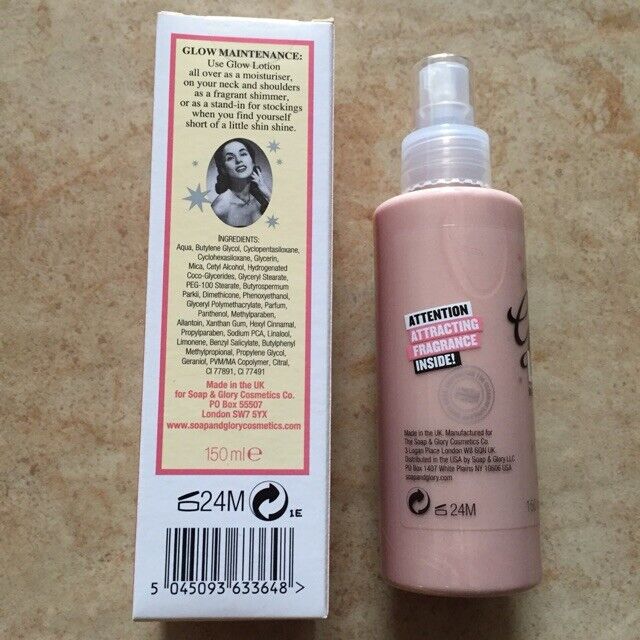 GLOW MAINTENANCE:
Use Glow Lotion
all over as a moisturiser,
on your neck and shoulders
as a fragrant shimmer,
or as a stand-in for stockings
when you find yourself
short of a little shin shine.
INGREDIENTS:
Aqua, Butylene Glycol, Cyclopentasiloxane,
Cyclohexasiloxane, Glycerin,
Mica, Cetyl Alcohol, Hydrogenated
Coco-Glycerides, Glyceryl Stearate,
PEG-100 Stearate, Butyrospermum
Parkii, Dimethicone, Phenoxyethanol,
Glyceryl Polymethacrylate, Parfum,
Panthenol, Methylparaben,
Allantoin, Xanthan Gum, Hexyl Cinnamal,
Propylparaben, Sodium PCA, Linalool,
Limonene, Benzyl Salicylate, Butylphenyl
Methylpropional, Propylene Glycol,
Geraniol, PVM/MA Copolymer, Citral,
CI 77891, CI 77491
Made in the UK
for Soap & Glory Cosmetics Co.
PO Box 55507
London SW7 5YX
www.soapandglorycosmetics.com
150 ml e
24M
1E
5 045093 633648 >
ATTENTION
ATTRACTING
FRAGRANCE
INSIDE!
Made in the UK. Manufactured for
The Soap & Glory Cosmetics Co.
3 Logan Place London W8 6QN UK.
Distributed in the USA by Soap & Glory LLC
PO Box 1407 White Plains NY 10606 USA
soapandglory.com
24M